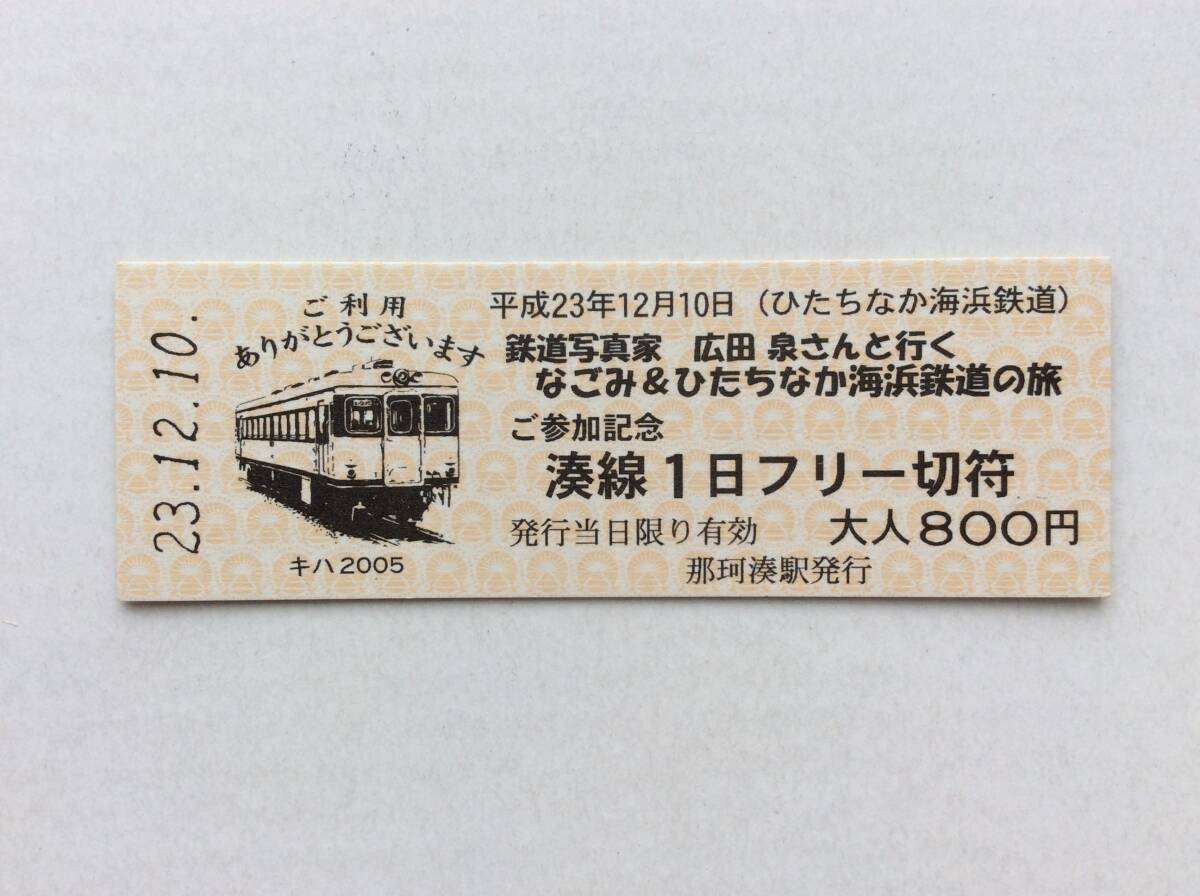 23.12.10.
ご利用
ありがとうございます
キハ2005
平成23年12月10日（ひたちなか海浜鉄道）
鉄道写真家　広田 泉さんと行く
なごみ＆ひたちなか海浜鉄道の旅
ご参加記念
湊線１日フリー切符
発行当日限り有効　大人８００円
那珂湊駅発行